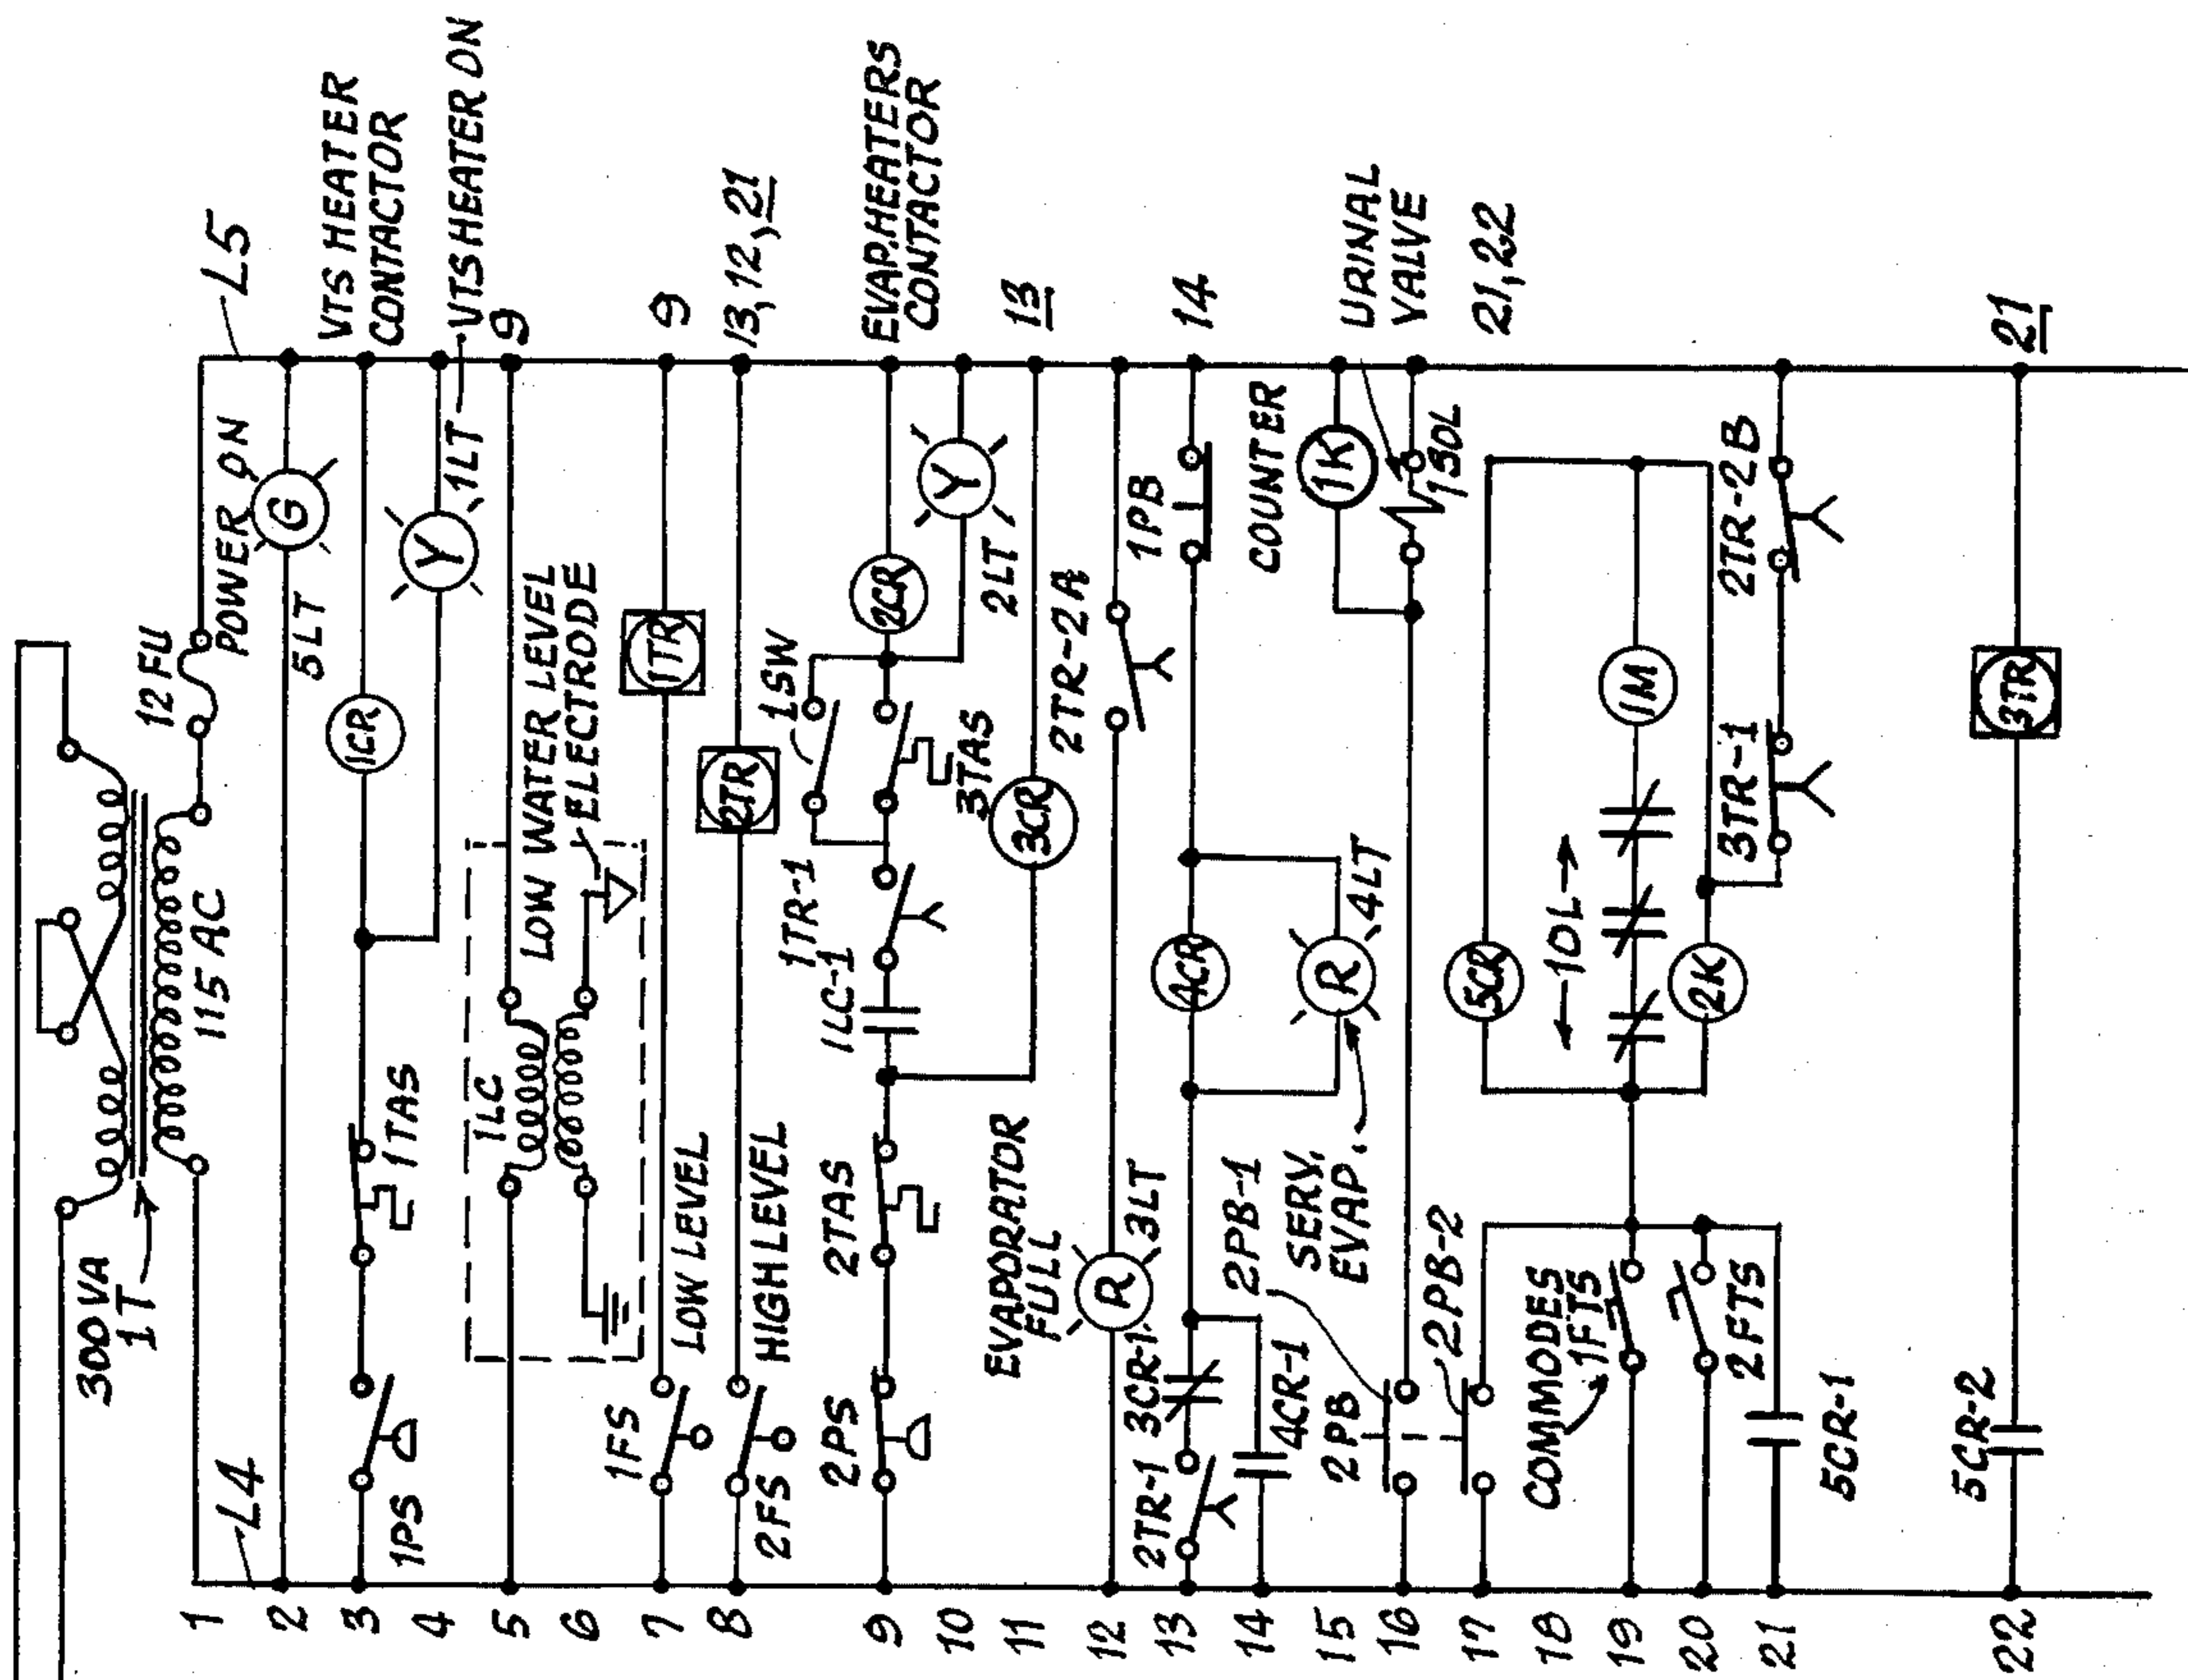 300VA
1T
115 AC
12FU
L4
L5
1
2
POWER ON
G
5LT
3
1PS
1TAS
1CR
VTS HEATER
CONTACTOR
4
Y
1LT
VTS HEATER ON
5
1LC
LOW WATER LEVEL
ELECTRODE
9
6
7
1FS
LOW LEVEL
1TR
9
8
2FS
HIGH LEVEL
2TR
13, 12, 21
9
2PS
2TAS
1LC-1
1TR-1
1SW
3TAS
2CR
EVAP. HEATERS
CONTACTOR
10
Y
2LT
11
3CR
13
12
EVAPORATOR
FULL
R
3LT
2TR-2A
13
2TR-1
3CR-1
4CR
1PB
14
14
4CR-1
15
SERV.
EVAP.
R
4LT
COUNTER
1K
16
2PB
2PB-1
1SOL
URINAL
VALVE
17
2PB-2
5CR
21, 22
18
10L
19
COMMODES
1FTS
1M
20
2FTS
2K
21
5CR-1
3TR-1
2TR-2B
22
5CR-2
3TR
21